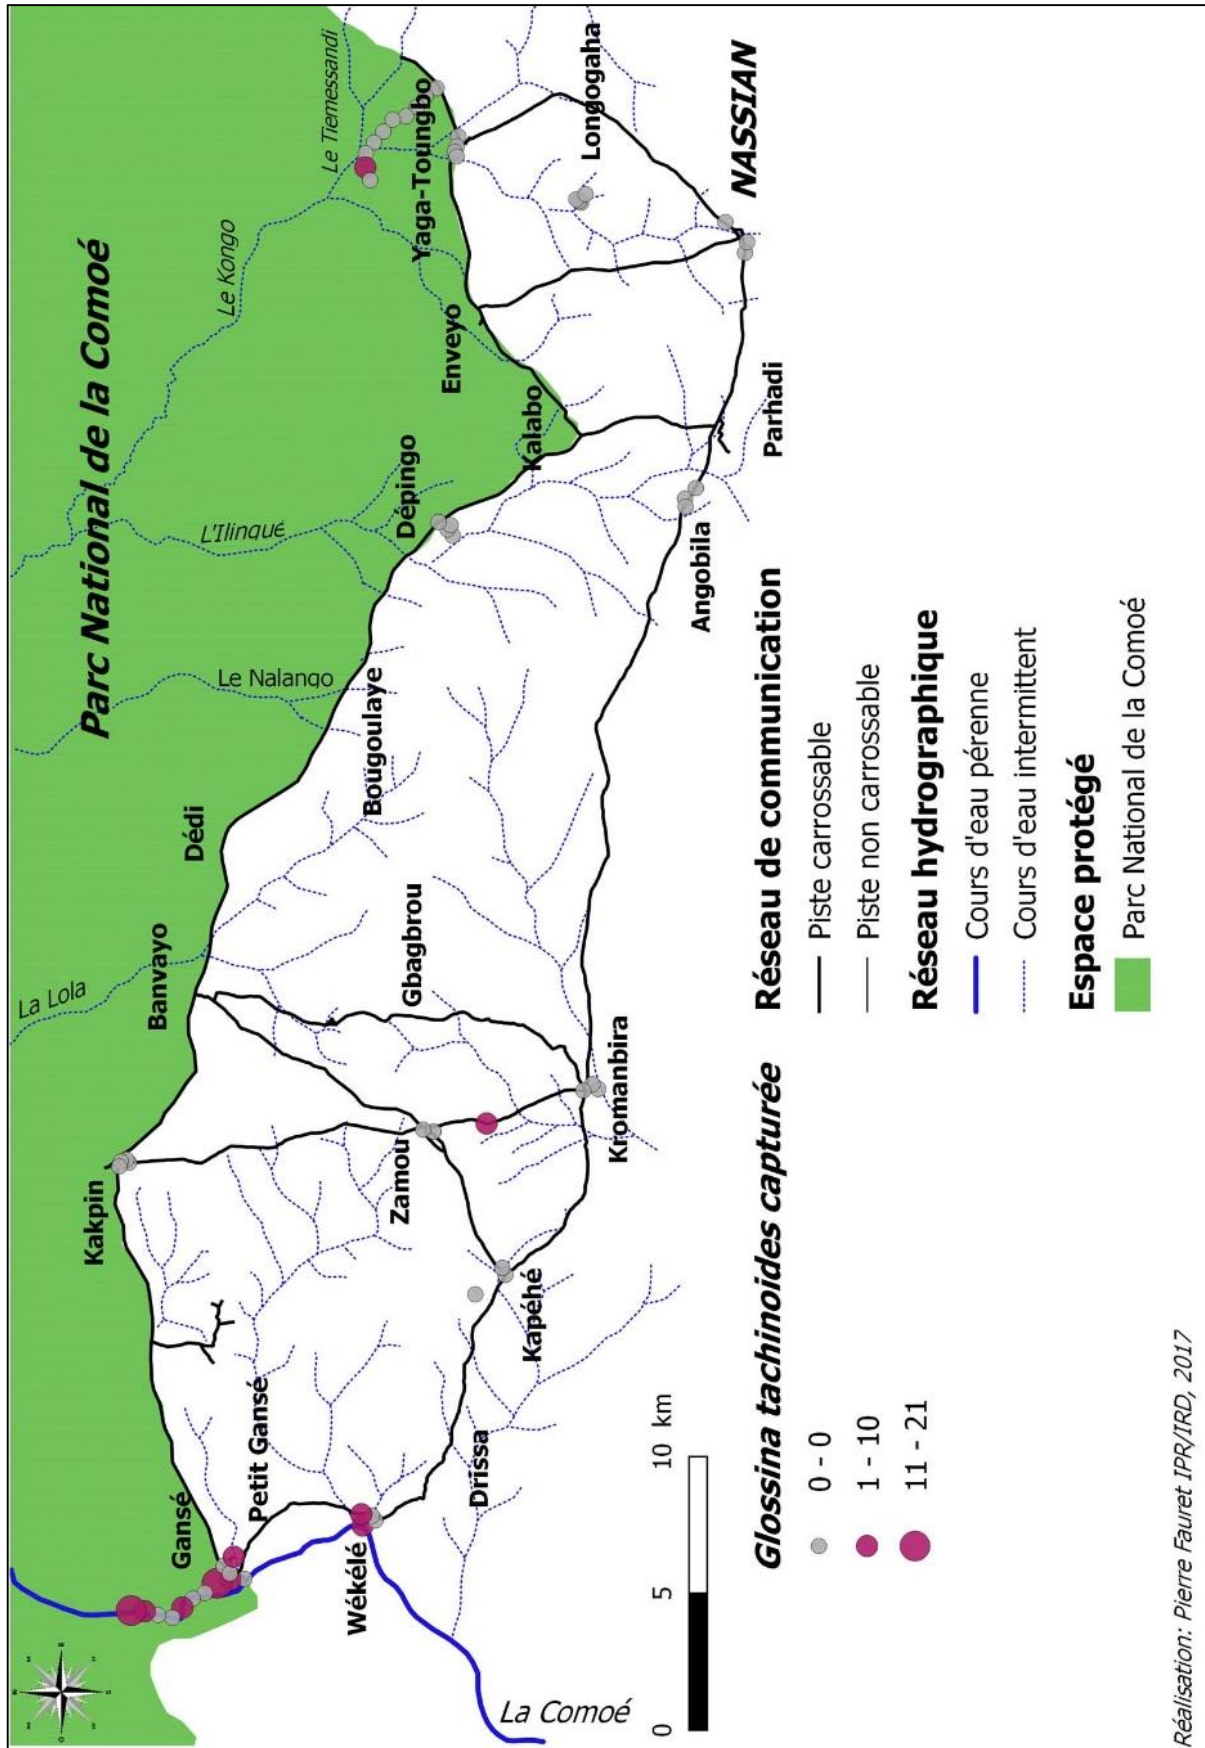 Parc National de la Comoé
Le Tiemessandi
Le Kongo
L'Ilinqué
Le Nalango
La Lola
Yaga-Toungbo
Longogaha
NASSIAN
Enveyo
Kalabo
Parhadi
Dépingo
Angobila
Bougoulaye
Dédi
Banvayo
Gbagbrou
Kakpin
Zamou
Kromanbira
Kapéhé
Gansé
Petit Gansé
Drissa
Wékélé
La Comoé
0 5 10 km
Glossina tachinoides capturée
0 - 0
1 - 10
11 - 21
Réseau de communication
Piste carrossable
Piste non carrossable
Réseau hydrographique
Cours d'eau pérenne
Cours d'eau intermittent
Espace protégé
Parc National de la Comoé
Réalisation: Pierre Fauret IPR/IRD, 2017